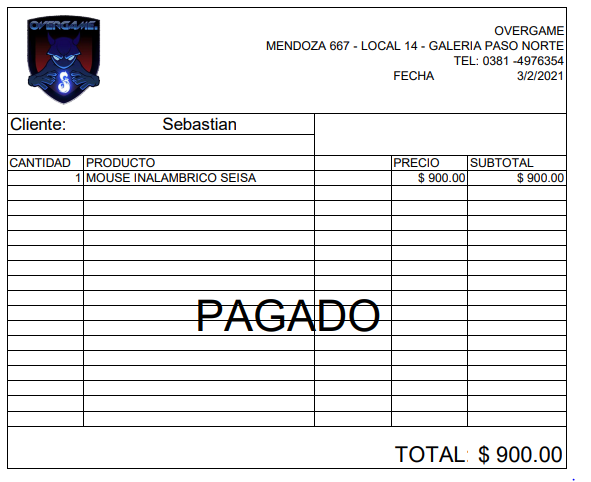 OVERGAME.
OVERGAME
MENDOZA 667 - LOCAL 14 - GALERIA PASO NORTE
TEL: 0381 -4976354
FECHA 3/2/2021
Cliente: Sebastian
CANTIDAD PRODUCTO PRECIO SUBTOTAL
1 MOUSE INALAMBRICO SEISA $ 900.00 $ 900.00
PAGADO
TOTAL: $ 900.00